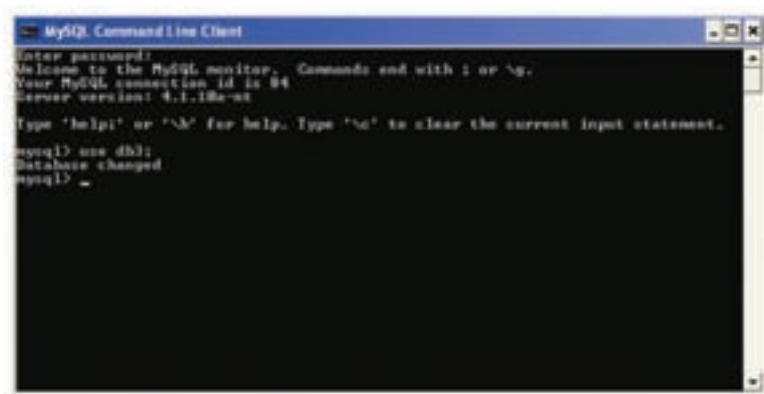 MySQL Command Line Client
Enter password:
Welcome to the MySQL monitor.  Commands end with ; or \g.
Your MySQL connection id is 84
Server version: 4.1.18a-nt
Type 'help;' or '\h' for help. Type '\c' to clear the current input statement.
mysql> use db3;
Database changed
mysql> _